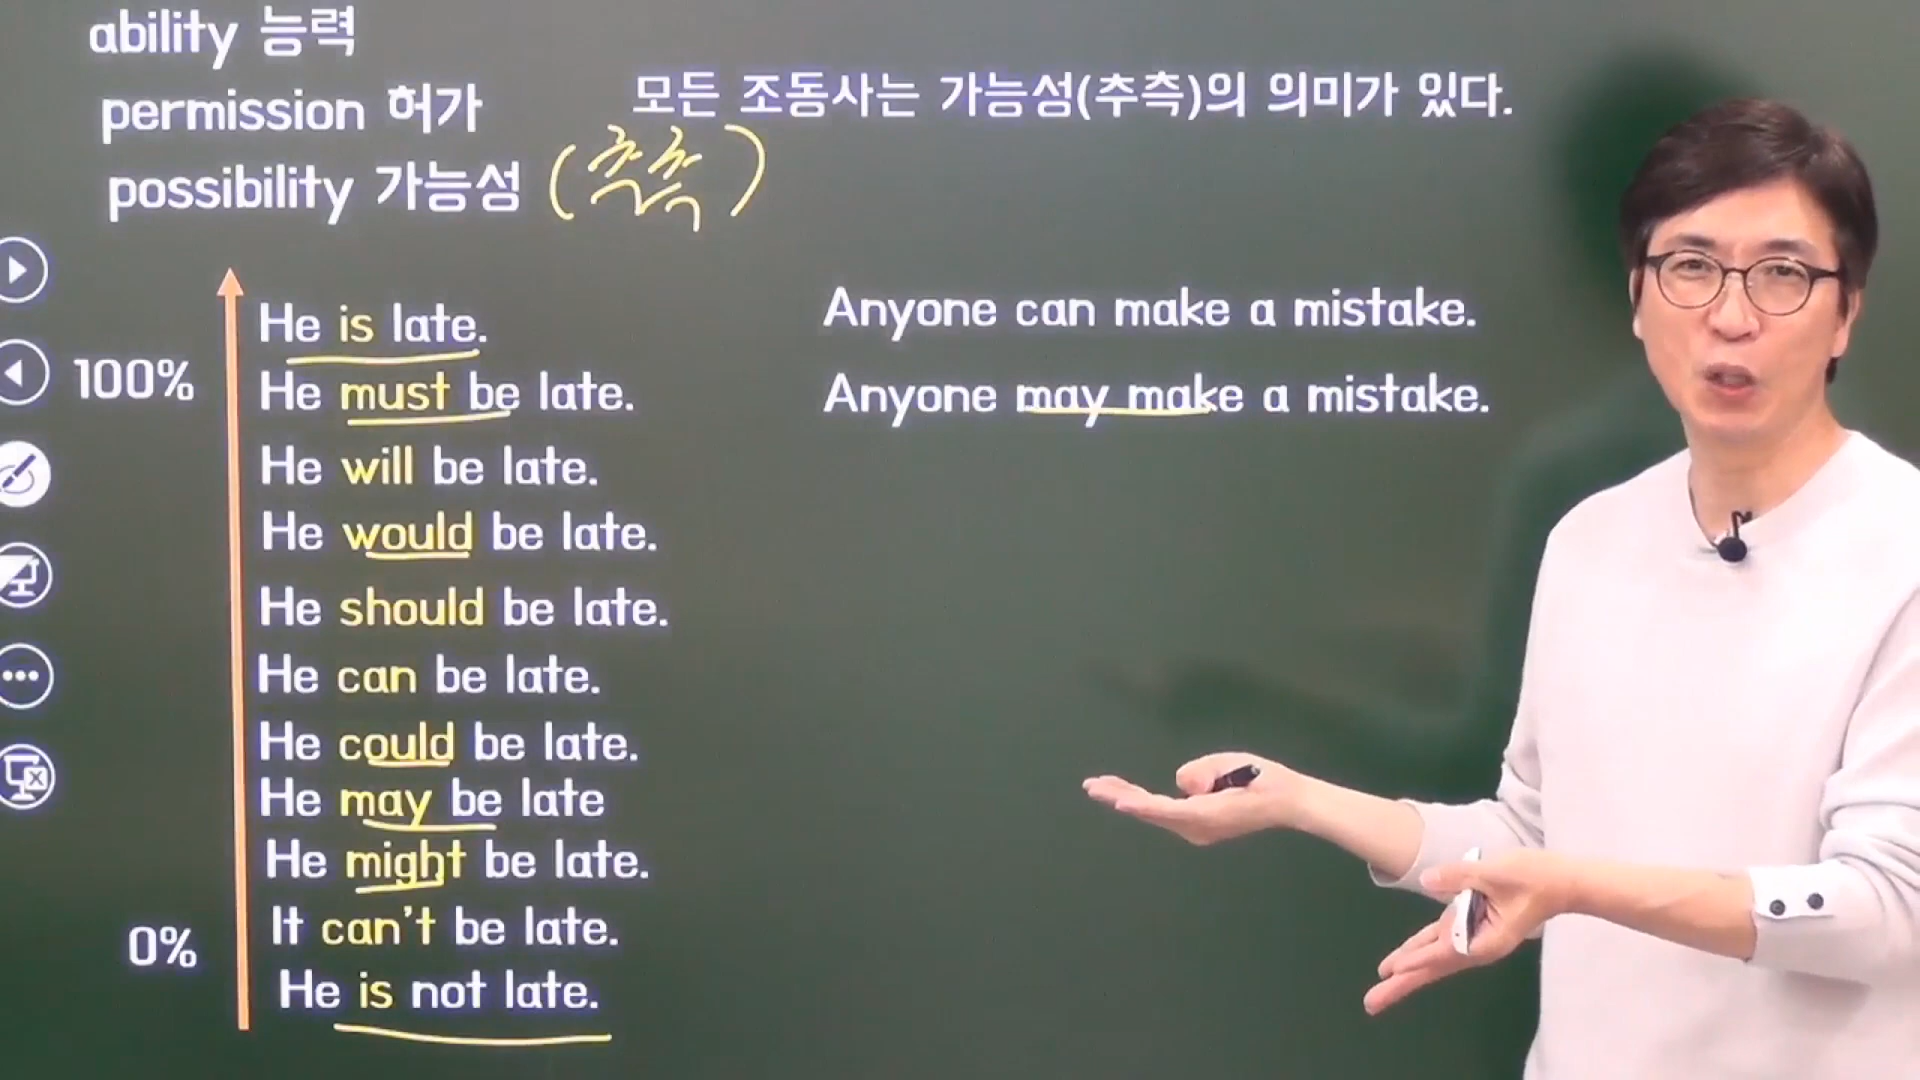 ability 능력
permission 허가
모든 조동사는 가능성(추측)의 의미가 있다.
possibility 가능성 (추측)
He is late.
100%
He must be late.
He will be late.
He would be late.
He should be late.
He can be late.
He could be late.
He may be late
He might be late.
It can't be late.
0%
He is not late.
Anyone can make a mistake.
Anyone may make a mistake.